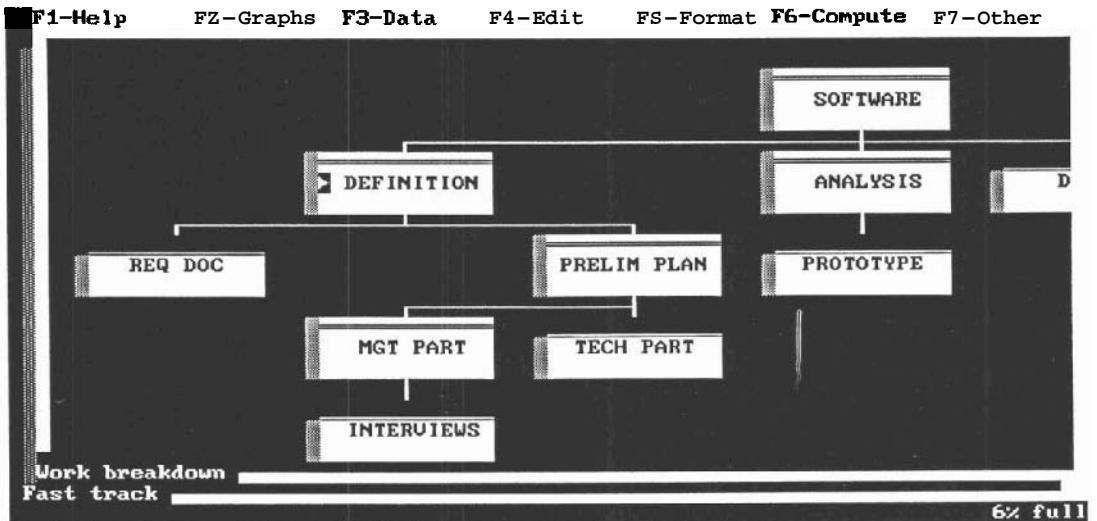 F1-Help FZ-Graphs F3-Data F4-Edit FS-Format F6-Compute F7-Other
SOFTWARE
DEFINITION ANALYSIS D
REQ DOC PRELIM PLAN PROTOTYPE
MGT PART TECH PART
INTERVIEWS
Work breakdown
Fast track
6% full